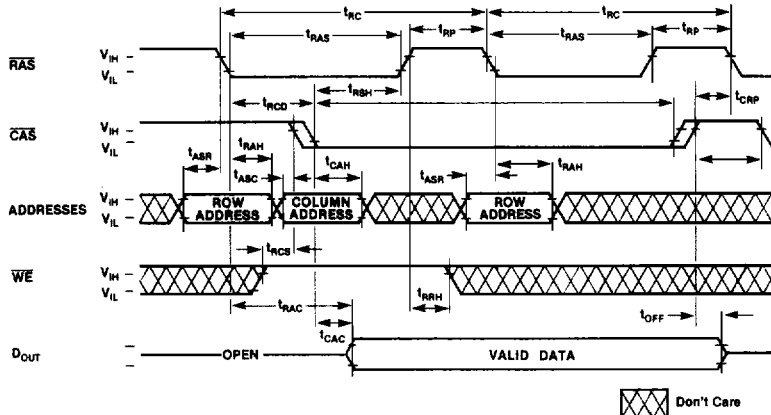 tRC tRC
tRAS tRP tRAS tRP
RAS VIH
VIL
tRCD tRSH tCRP
CAS VIH
VIL
tASR tRAH tASC tCAH tASR tRAH
ADDRESSES VIH
VIL
ROW ADDRESS
COLUMN ADDRESS
ROW ADDRESS
tRCS
WE VIH
VIL
tRAC tRRH tOFF
tCAC
DOUT OPEN VALID DATA
Don't Care